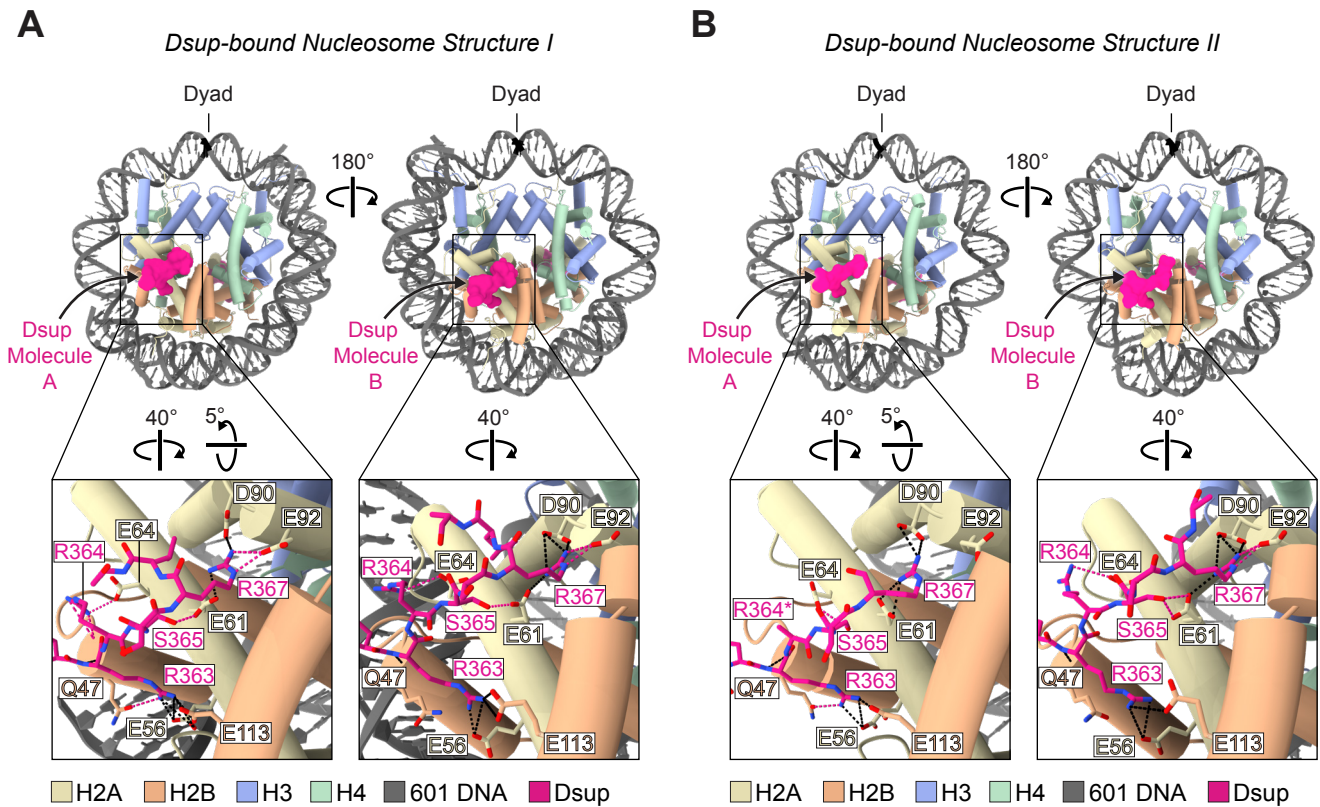 A
Dsup-bound Nucleosome Structure I
Dyad
Dyad
180°
Dsup
Molecule
A
Dsup
Molecule
B
40°
5°
40°
D90
E92
E64
R364
R367
E61
S365
R363
Q47
E56
E113
D90
E92
E64
R364
R367
S365
E61
R363
Q47
E56
E113
H2A
H2B
H3
H4
601 DNA
Dsup
B
Dsup-bound Nucleosome Structure II
Dyad
Dyad
180°
Dsup
Molecule
A
Dsup
Molecule
B
40°
5°
40°
D90
E92
E64
R367
R364*
S365
E61
R363
Q47
E56
E113
D90
E92
R364
E64
R367
S365
E61
R363
Q47
E56
E113
H2A
H2B
H3
H4
601 DNA
Dsup